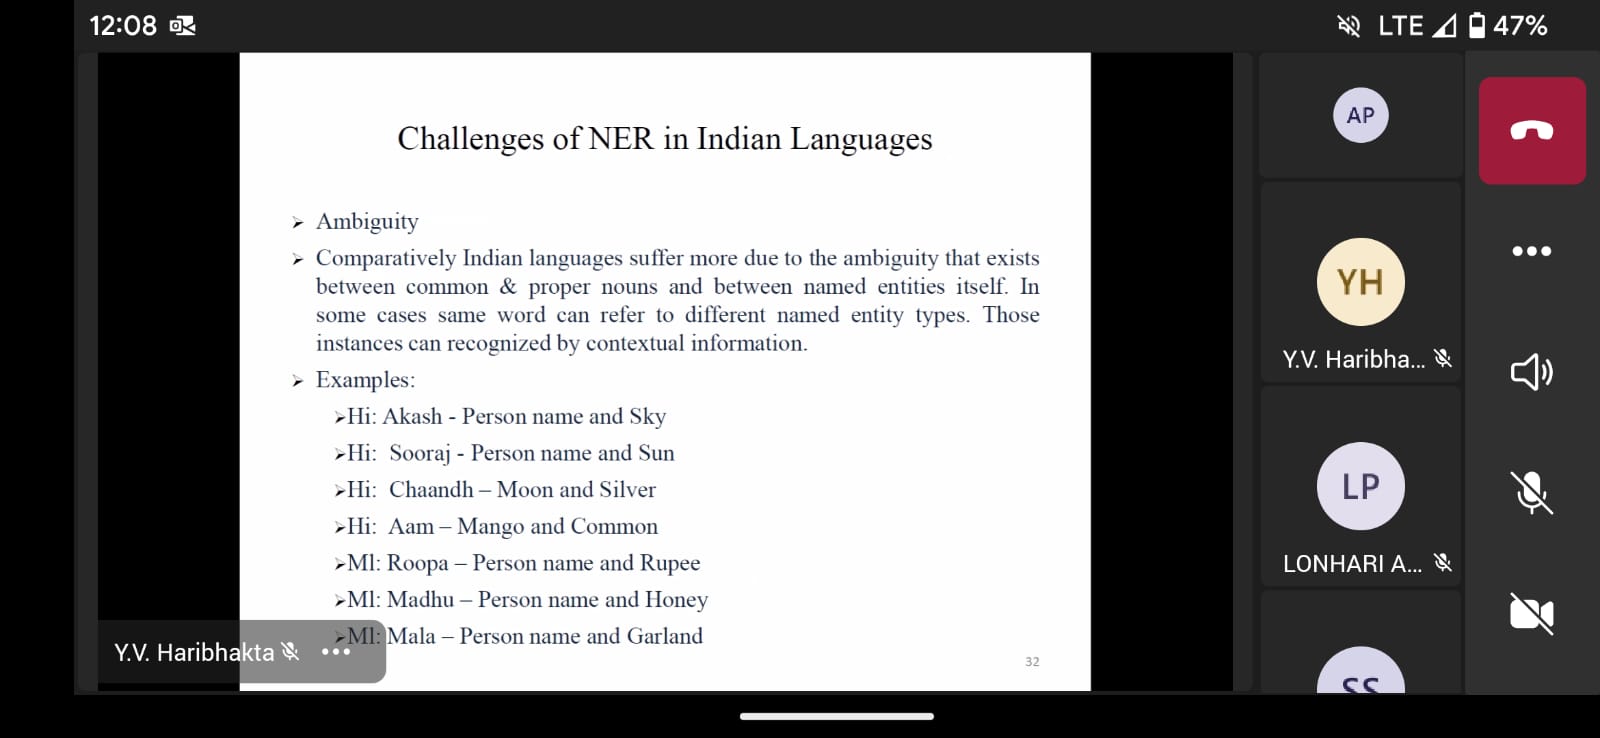 12:08
LTE 47%
Challenges of NER in Indian Languages
➢ Ambiguity
➢ Comparatively Indian languages suffer more due to the ambiguity that exists
between common & proper nouns and between named entities itself. In
some cases same word can refer to different named entity types. Those
instances can recognized by contextual information.
➢ Examples:
➢Hi: Akash - Person name and Sky
➢Hi: Sooraj - Person name and Sun
➢Hi: Chaandh – Moon and Silver
➢Hi: Aam – Mango and Common
➢Ml: Roopa – Person name and Rupee
➢Ml: Madhu – Person name and Honey
➢Ml: Mala – Person name and Garland
32
Y.V. Haribhakta
AP
YH
Y.V. Haribha...
LP
LONHARI A...
SS